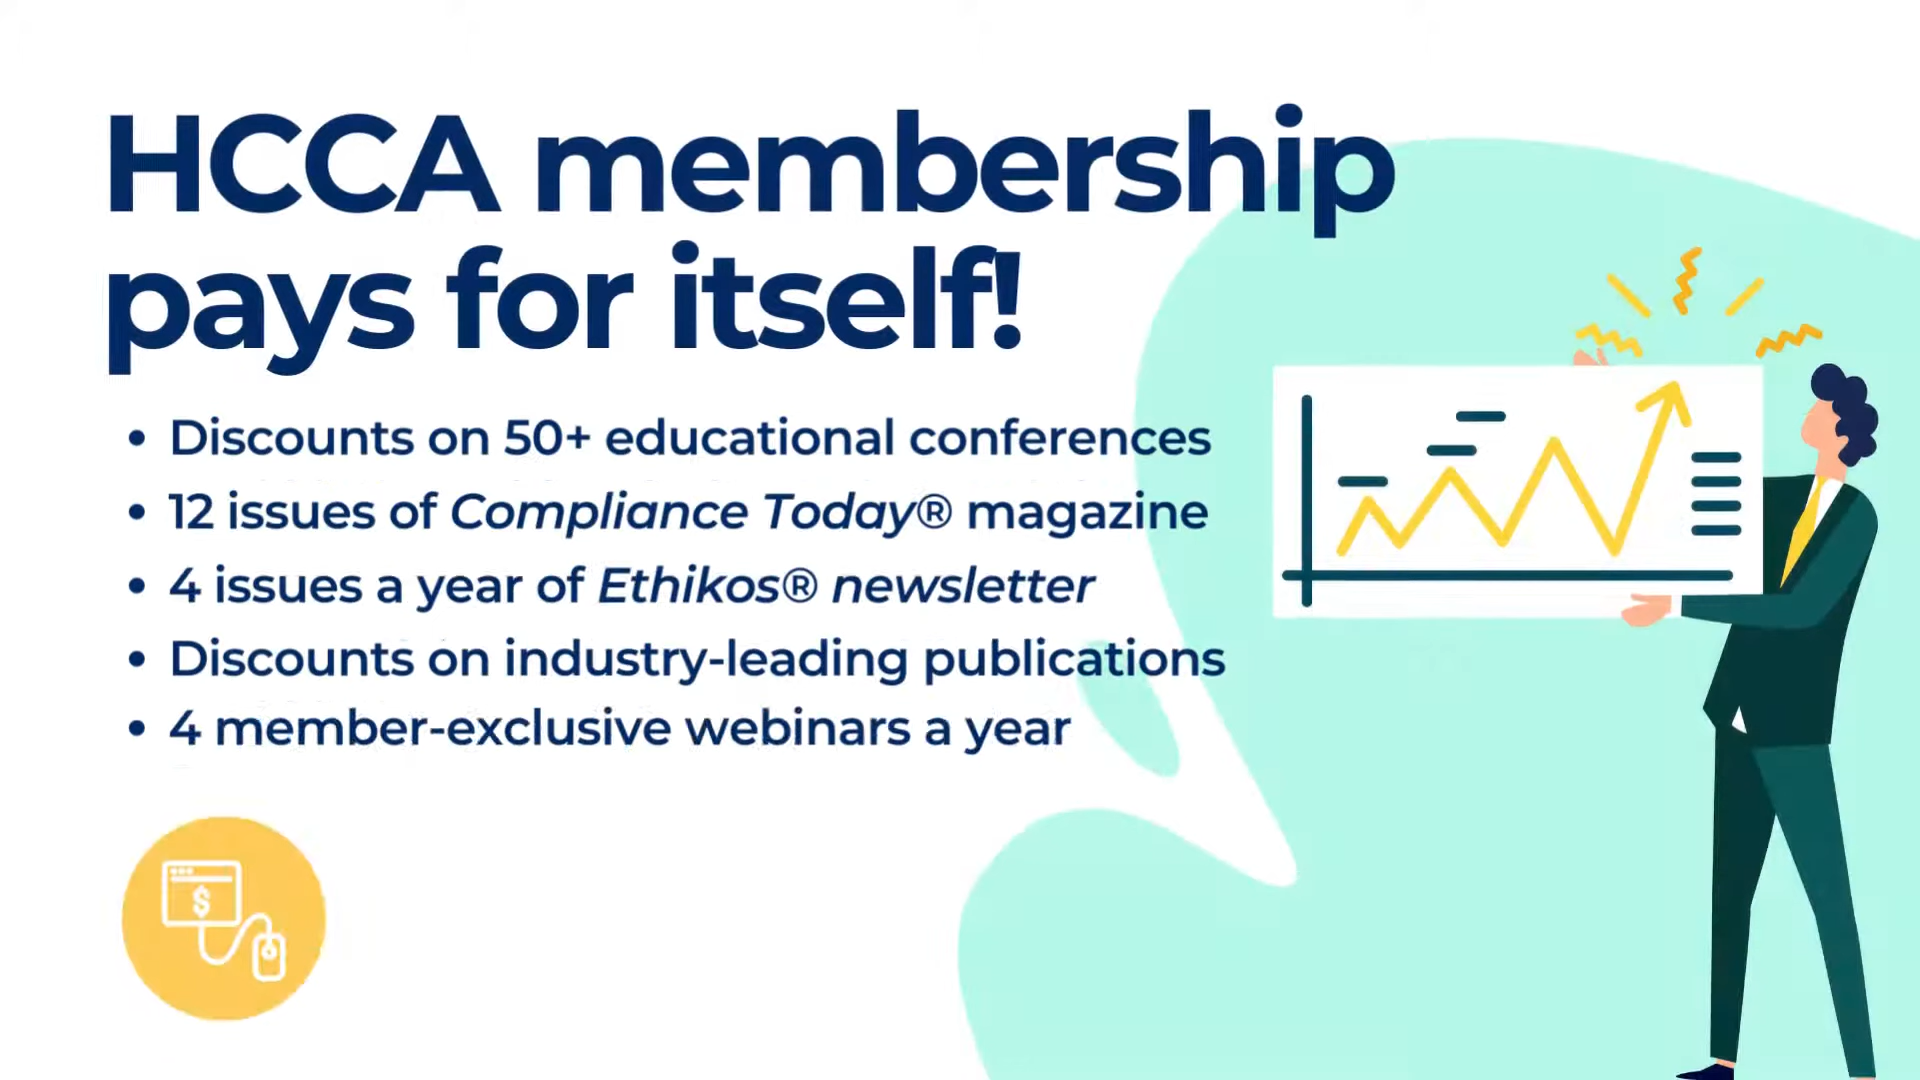 HCCA membership
pays for itself!
• Discounts on 50+ educational conferences
• 12 issues of Compliance Today® magazine
• 4 issues a year of Ethikos® newsletter
• Discounts on industry-leading publications
• 4 member-exclusive webinars a year
$